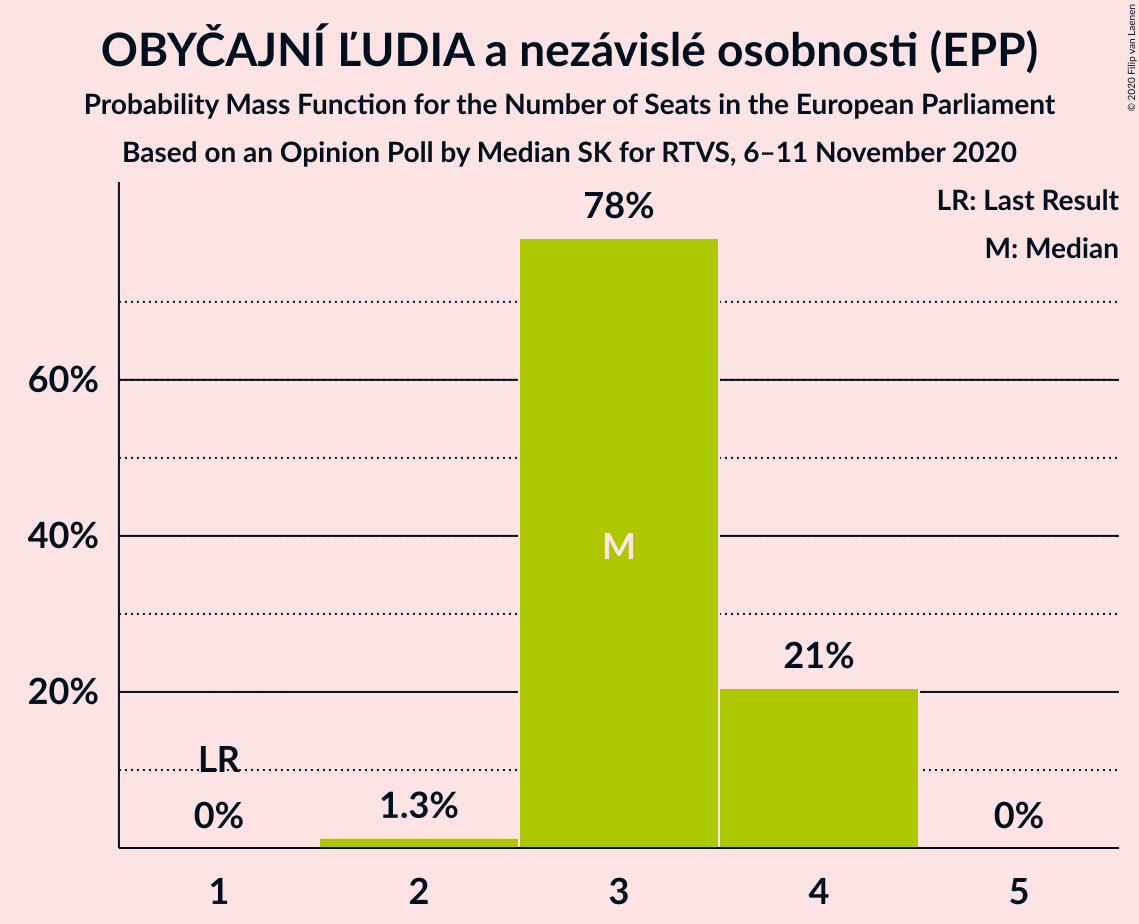 OBYČAJNÍ ĽUDIA a nezávislé osobnosti (EPP)
Probability Mass Function for the Number of Seats in the European Parliament
Based on an Opinion Poll by Median SK for RTVS, 6–11 November 2020
© 2020 Filip van Laenen
LR: Last Result
M: Median
78%
60%
40%
M
21%
20%
LR
1.3%
0%
0%
1
2
3
4
5